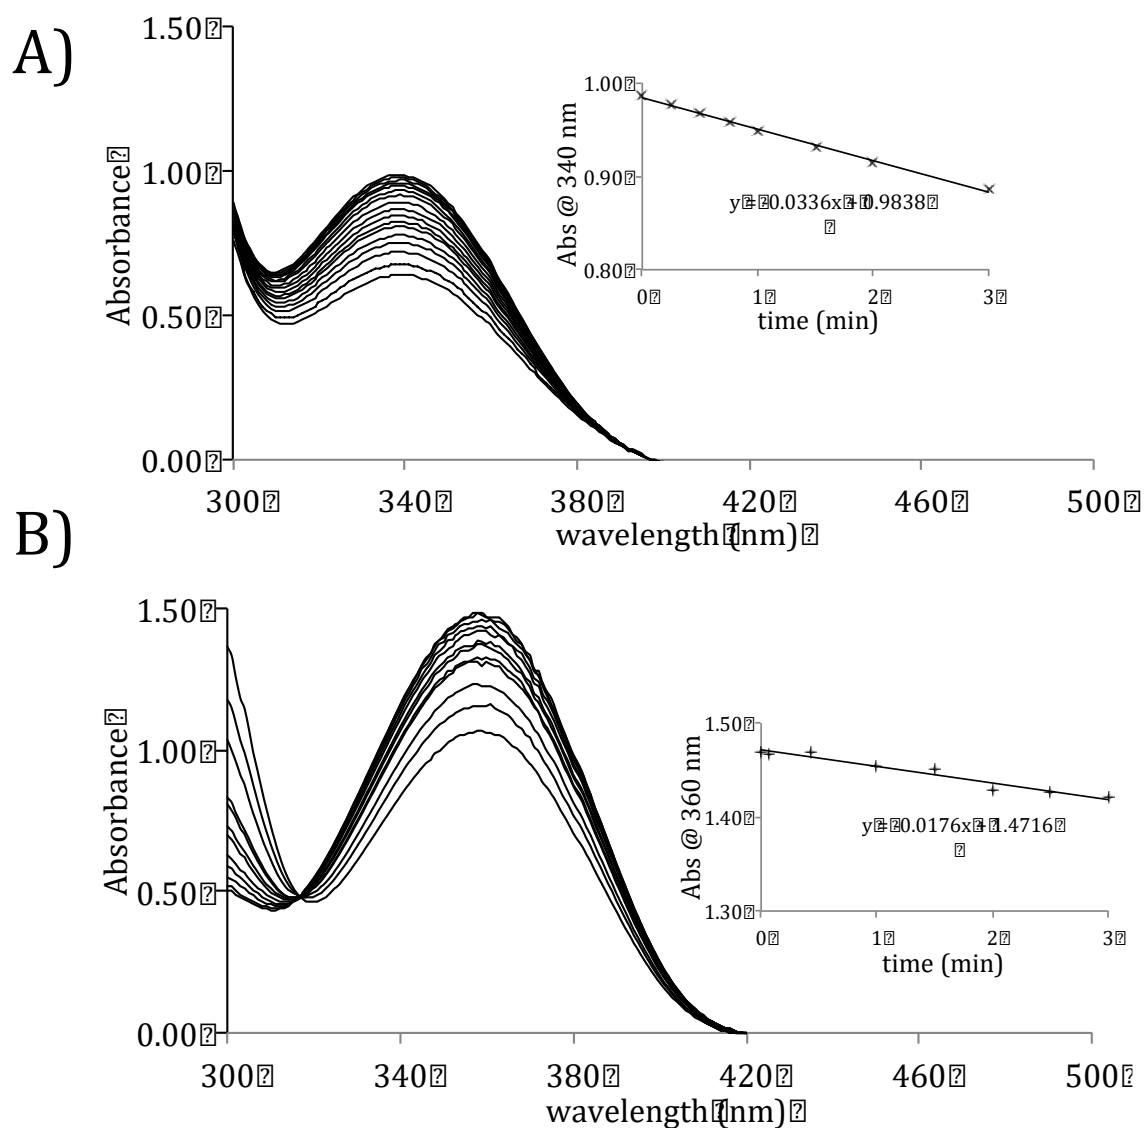 A)
1.50
1.00
0.50
0.00
Absorbance
300 340 380 420 460 500
wavelength (nm)
1.00
0.90
0.80
Abs @ 340 nm
y = -0.0336x + 0.9838
0 1 2 3
time (min)
B)
1.50
1.00
0.50
0.00
Absorbance
300 340 380 420 460 500
wavelength (nm)
1.50
1.40
1.30
Abs @ 360 nm
y = -0.0176x + 1.4716
0 1 2 3
time (min)